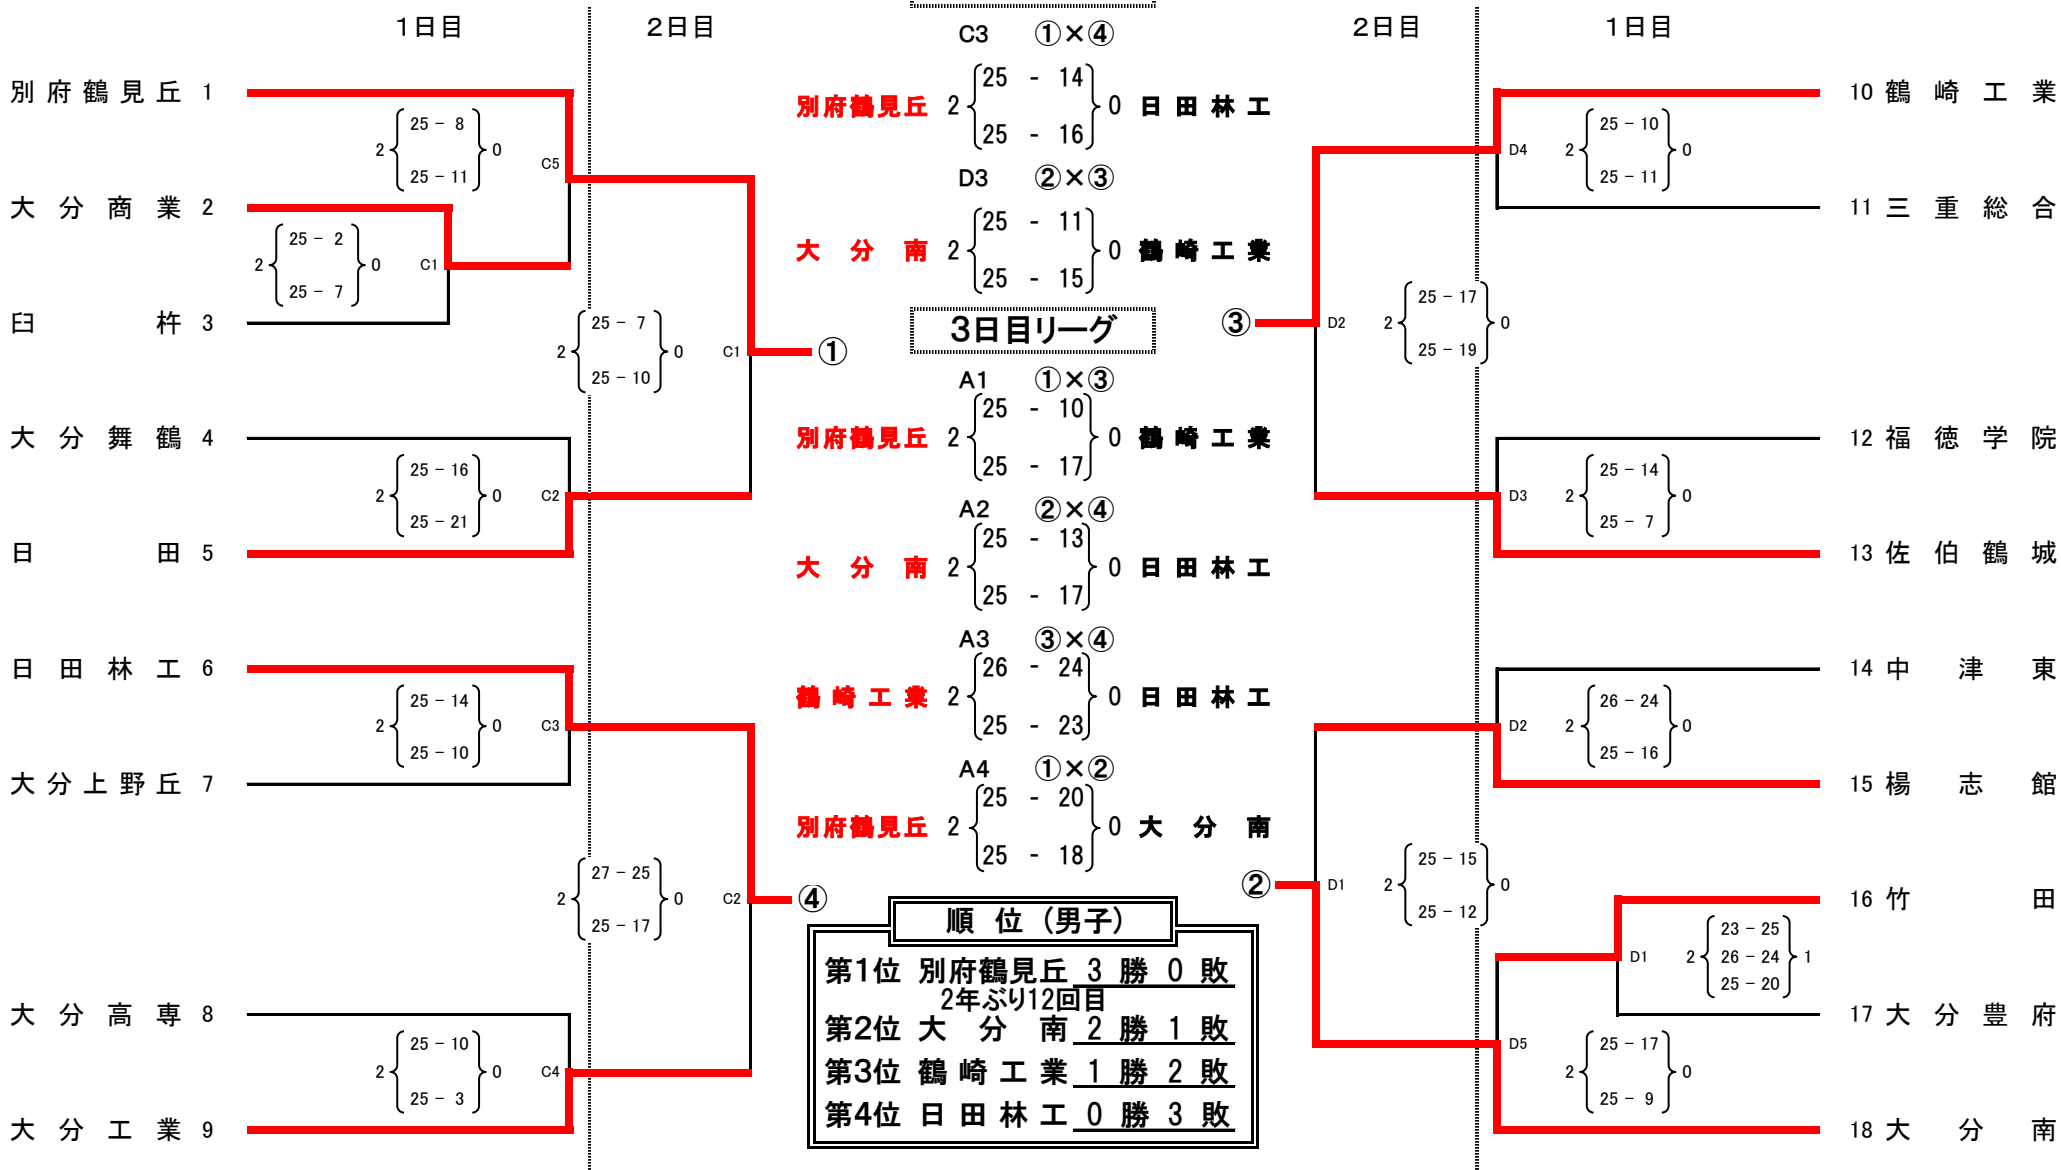 1日目
2日目
別府鶴見丘 1
2 25 - 8 0
25 - 11
C5
大分商業 2
2 25 - 2 0
25 - 7
C1
臼杵 3
2 25 - 7 0
25 - 10
C1
①
大分舞鶴 4
2 25 - 16 0
25 - 21
C2
日田 5
日田林工 6
2 25 - 14 0
25 - 10
C3
大分上野丘 7
2 27 - 25 0
25 - 17
C2
④
大分高専 8
2 25 - 10 0
25 - 3
C4
大分工業 9
C3 ①×④
25 - 14
別府鶴見丘 2 0 日田林工
25 - 16
D3 ②×③
25 - 11
大分南 2 0 鶴崎工業
25 - 15
3日目リーグ
A1 ①×③
25 - 10
別府鶴見丘 2 0 鶴崎工業
25 - 17
A2 ②×④
25 - 13
大分南 2 0 日田林工
25 - 17
A3 ③×④
26 - 24
鶴崎工業 2 0 日田林工
25 - 23
A4 ①×②
25 - 20
別府鶴見丘 2 0 大分南
25 - 18
順位（男子）
第1位 別府鶴見丘 3勝0敗
2年ぶり12回目
第2位 大分南 2勝1敗
第3位 鶴崎工業 1勝2敗
第4位 日田林工 0勝3敗
2日目
1日目
10 鶴崎工業
D4
2 25 - 10 0
25 - 11
11 三重総合
③
D2
2 25 - 17 0
25 - 19
12 福徳学院
D3
2 25 - 14 0
25 - 7
13 佐伯鶴城
14 中津東
D2
2 26 - 24 0
25 - 16
15 楊志館
②
D1
2 25 - 15 0
25 - 12
16 竹田
D1
23 - 25
2 26 - 24 1
25 - 20
17 大分豊府
D5
2 25 - 17 0
25 - 9
18 大分南